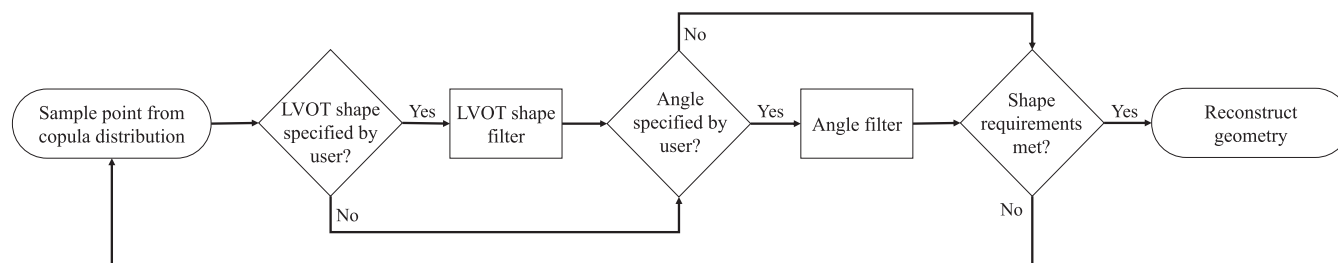 Sample point from
copula distribution
LVOT shape
specified by
user?
Yes
No
LVOT shape
filter
Angle
specified by
user?
No
Yes
Angle filter
Shape
requirements
met?
Yes
No
Reconstruct
geometry